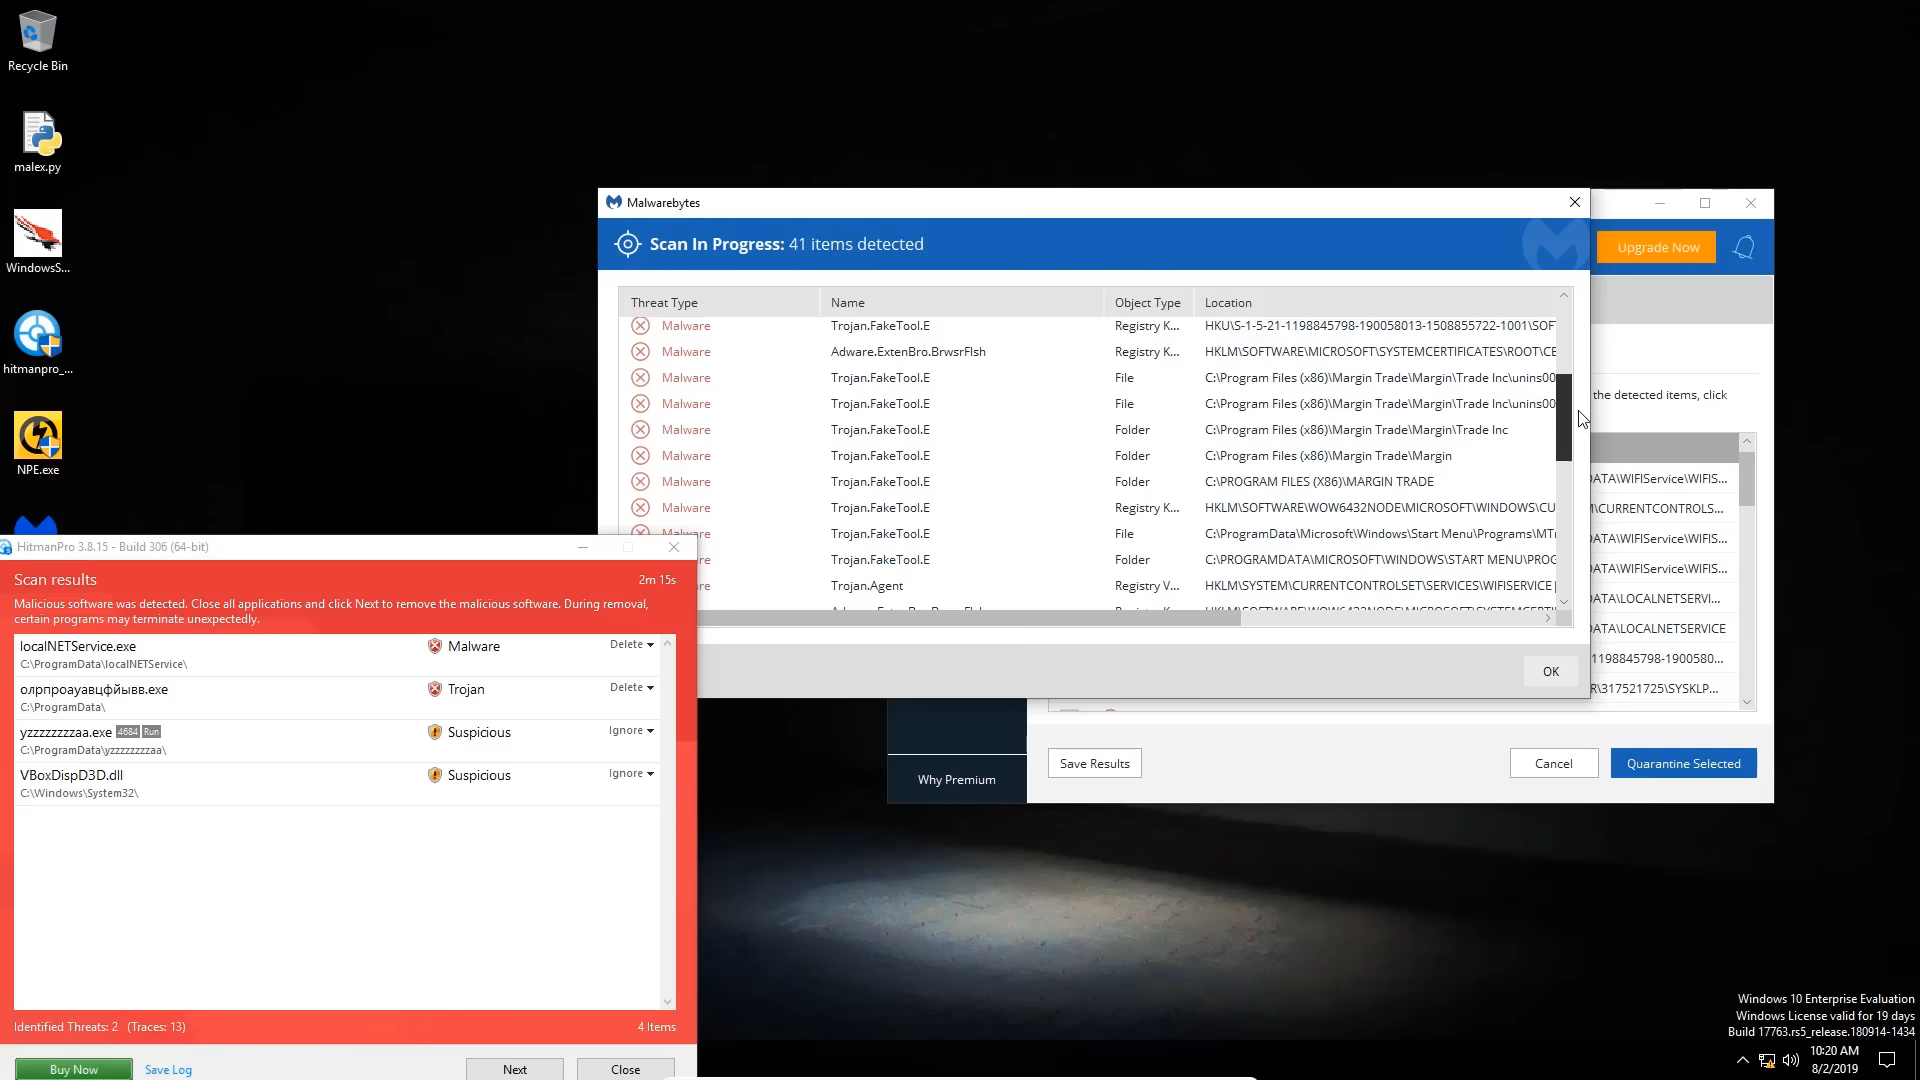 Recycle Bin
malex.py
WindowsS...
hitmanpro_...
NPE.exe
Malwarebytes
Scan In Progress: 41 items detected
Threat Type Name Object Type Location
Malware Trojan.FakeTool.E Registry K... HKU\S-1-5-21-1198845798-190058013-1508855722-1001\SOF
Malware Adware.ExtenBro.BrwsrFlsh Registry K... HKLM\SOFTWARE\MICROSOFT\SYSTEMCERTIFICATES\ROOT\CE
Malware Trojan.FakeTool.E File C:\Program Files (x86)\Margin Trade\Margin\Trade Inc\unins00
Malware Trojan.FakeTool.E File C:\Program Files (x86)\Margin Trade\Margin\Trade Inc\unins00
Malware Trojan.FakeTool.E Folder C:\Program Files (x86)\Margin Trade\Margin\Trade Inc
Malware Trojan.FakeTool.E Folder C:\Program Files (x86)\Margin Trade\Margin
Malware Trojan.FakeTool.E Folder C:\PROGRAM FILES (X86)\MARGIN TRADE
Malware Trojan.FakeTool.E Registry K... HKLM\SOFTWARE\WOW6432NODE\MICROSOFT\WINDOWS\CU
Malware Trojan.FakeTool.E File C:\ProgramData\Microsoft\Windows\Start Menu\Programs\MT
re Trojan.FakeTool.E Folder C:\PROGRAMDATA\MICROSOFT\WINDOWS\START MENU\PROG
re Trojan.Agent Registry V... HKLM\SYSTEM\CURRENTCONTROLSET\SERVICES\WIFISERVICE|
OK
Upgrade Now
the detected items, click
DATA\WIFIService\WIFIS...
\CURRENTCONTROLS...
DATA\WIFIService\WIFIS...
DATA\WIFIService\WIFIS...
DATA\LOCALNETSERVI...
DATA\LOCALNETSERVICE
1198845798-1900580...
R\317521725\SYSKLP...
Why Premium
Save Results
Cancel
Quarantine Selected
HitmanPro 3.8.15 - Build 306 (64-bit)
Scan results 2m 15s
Malicious software was detected. Close all applications and click Next to remove the malicious software. During removal,
certain programs may terminate unexpectedly.
localNETService.exe Malware Delete
C:\ProgramData\localNETService\
олрпроауавцфйывв.exe Trojan Delete
C:\ProgramData\
yzzzzzzzzaa.exe 4684 Run Suspicious Ignore
C:\ProgramData\yzzzzzzzzaa\
VBoxDispD3D.dll Suspicious Ignore
C:\Windows\System32\
Identified Threats: 2 (Traces: 13) 4 Items
Buy Now
Save Log
Next
Close
Windows 10 Enterprise Evaluation
Windows License valid for 19 days
Build 17763.rs5_release.180914-1434
10:20 AM
8/2/2019